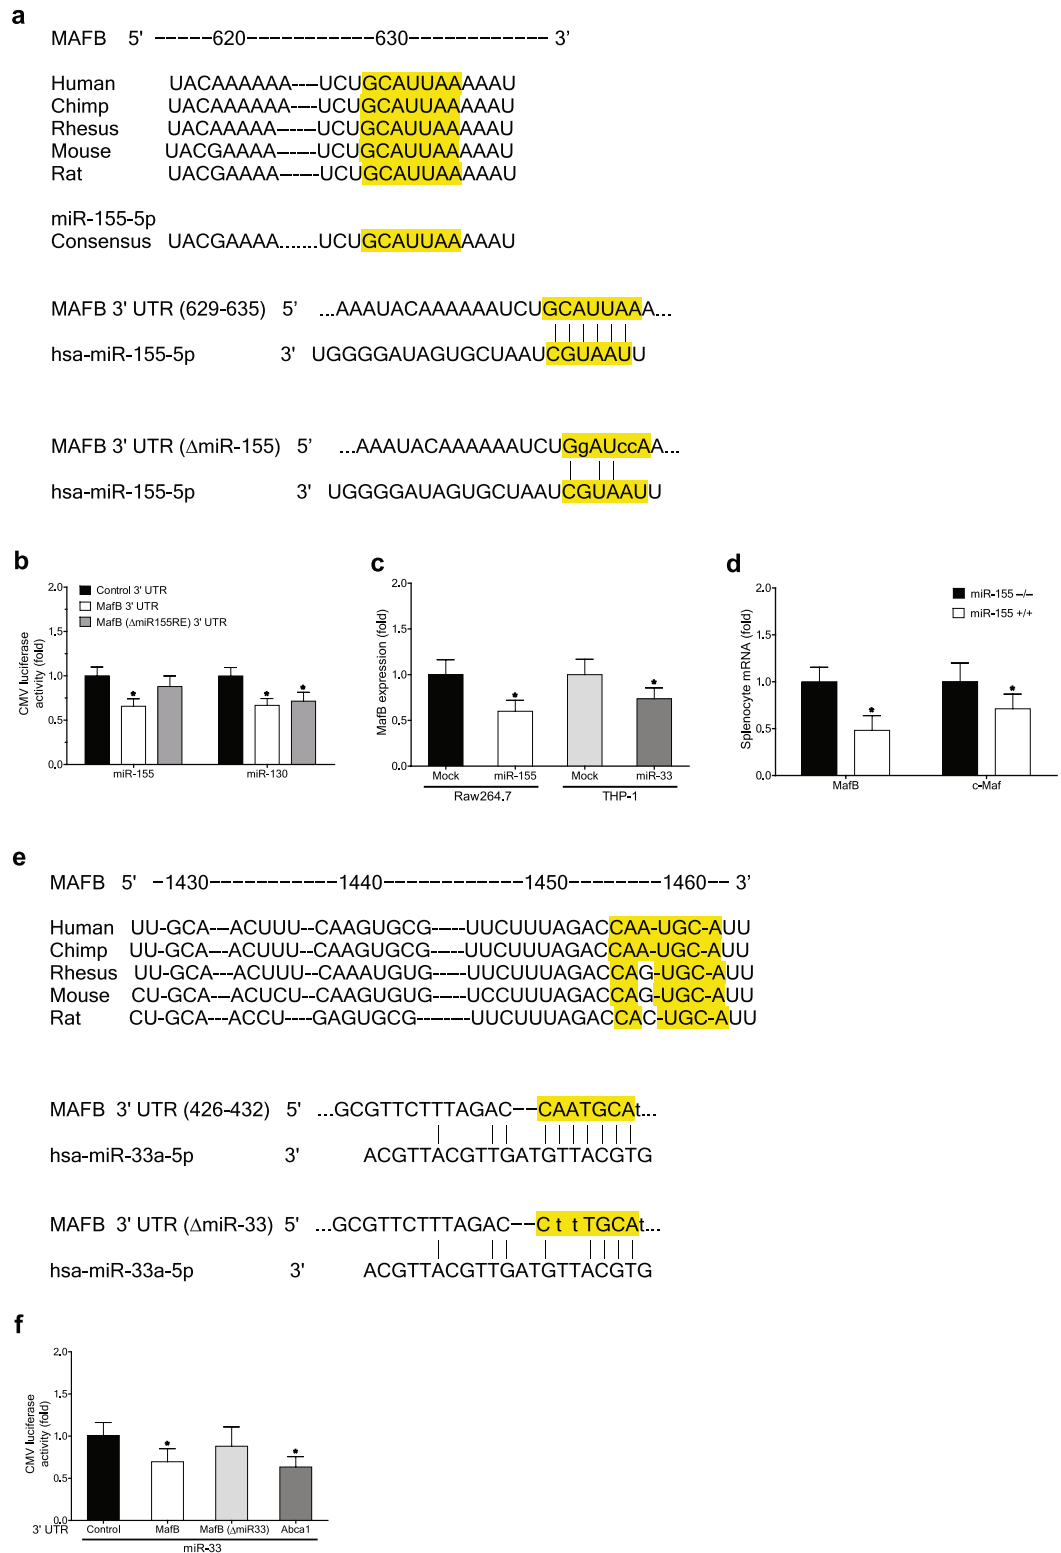 a
MAFB 5' -----620------------630------------- 3'
Human UACAAAAAA----UCUGCAUUAAAAAU
Chimp UACAAAAAA----UCUGCAUUAAAAAU
Rhesus UACAAAAA------UCUGCAUUAAAAAU
Mouse UACGAAAA------UCUGCAUUAAAAAU
Rat UACGAAAA------UCUGCAUUAAAAAU
miR-155-5p
Consensus UACGAAAA.......UCUGCAUUAAAAAU
MAFB 3' UTR (629-635) 5' ...AAAUACAAAAAAUCUGCAUUAAA...
hsa-miR-155-5p 3' UGGGGAUAGUGCUAAUCGUAAUU
MAFB 3' UTR (ΔmiR-155) 5' ...AAAUACAAAAAAUCUGgAUccAA...
hsa-miR-155-5p 3' UGGGGAUAGUGCUAAUCGUAAUU
b
2.0
1.5
1.0
0.5
0.0
CMV luciferase
activity (fold)
Control 3' UTR
MafB 3' UTR
MafB (ΔmiR155RE) 3' UTR
* * *
miR-155 miR-130
c
2.0
1.5
1.0
0.5
0.0
MafB expression (fold)
* *
Mock miR-155 Mock miR-33
Raw264.7 THP-1
d
2.0
1.5
1.0
0.5
0.0
Splenocyte mRNA (fold)
miR-155 –/–
miR-155 +/+
* *
MafB c-Maf
e
MAFB 5' -1430------------1440-------------1450---------1460-- 3'
Human UU-GCA---ACUUU--CAAGUGCG-----UUCUUUAGACCAA-UGC-AUU
Chimp UU-GCA---ACUUU--CAAGUGCG-----UUCUUUAGACCAA-UGC-AUU
Rhesus UU-GCA---ACUUU--CAAAUGUG-----UUCUUUAGACCAG-UGC-AUU
Mouse CU-GCA---ACUCU--CAAGUGUG-----UCCUUUAGACCAG-UGC-AUU
Rat CU-GCA---ACCU----GAGUGCG-------UUCUUUAGACCAC-UGC-AUU
MAFB 3' UTR (426-432) 5' ...GCGTTCTTTAGAC--CAATGCAt...
hsa-miR-33a-5p 3' ACGTTACGTTGATGTTACGTG
MAFB 3' UTR (ΔmiR-33) 5' ...GCGTTCTTTAGAC--C t t TGCAt...
hsa-miR-33a-5p 3' ACGTTACGTTGATGTTACGTG
f
2.0
1.5
1.0
0.5
0.0
CMV luciferase
activity (fold)
* *
3' UTR Control MafB MafB (ΔmiR33) Abca1
miR-33